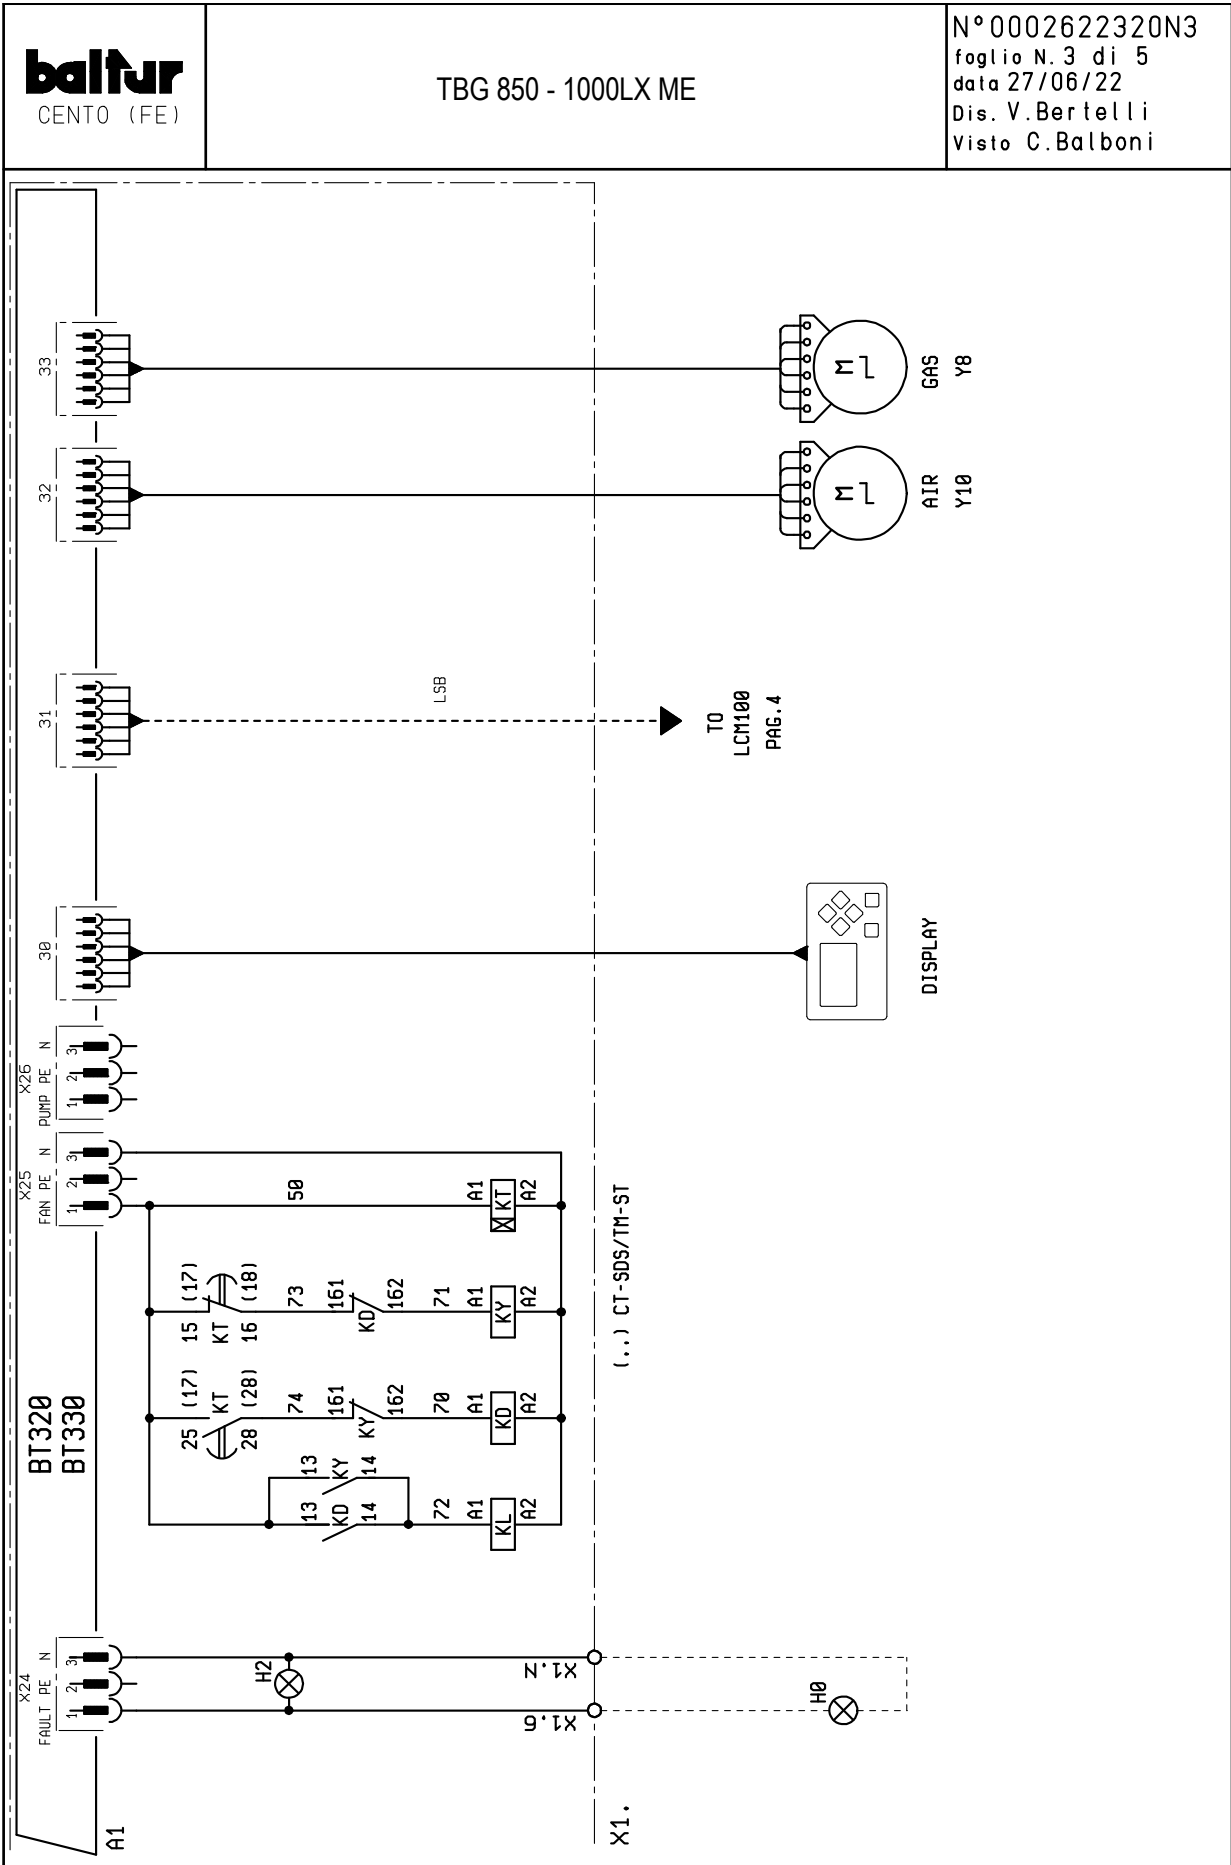 baltur
CENTO (FE)
TBG 850 - 1000LX ME
N°0002622320N3
foglio N. 3 di 5
data 27/06/22
Dis. V.Bertelli
Visto C.Balboni
33
GAS
Y8
32
AIR
Y10
31
LSB
TO
LCM100
PAG.4
30
DISPLAY
X26
PUMP PE N
1 2 3
X25
FAN PE N
1 2 3
50
A1
KT
A2
15 (17)
KT
16 (18)
73
161
KD
162
71
A1
KY
A2
25 (17)
KT
28 (28)
74
161
KY
162
70
A1
KD
A2
13
KY
14
13
KD
14
72
A1
KL
A2
(..) CT-SDS/TM-ST
BT320
BT330
X24
FAULT PE N
1 2 3
H2
X1.N
X1.6
H0
A1
X1.